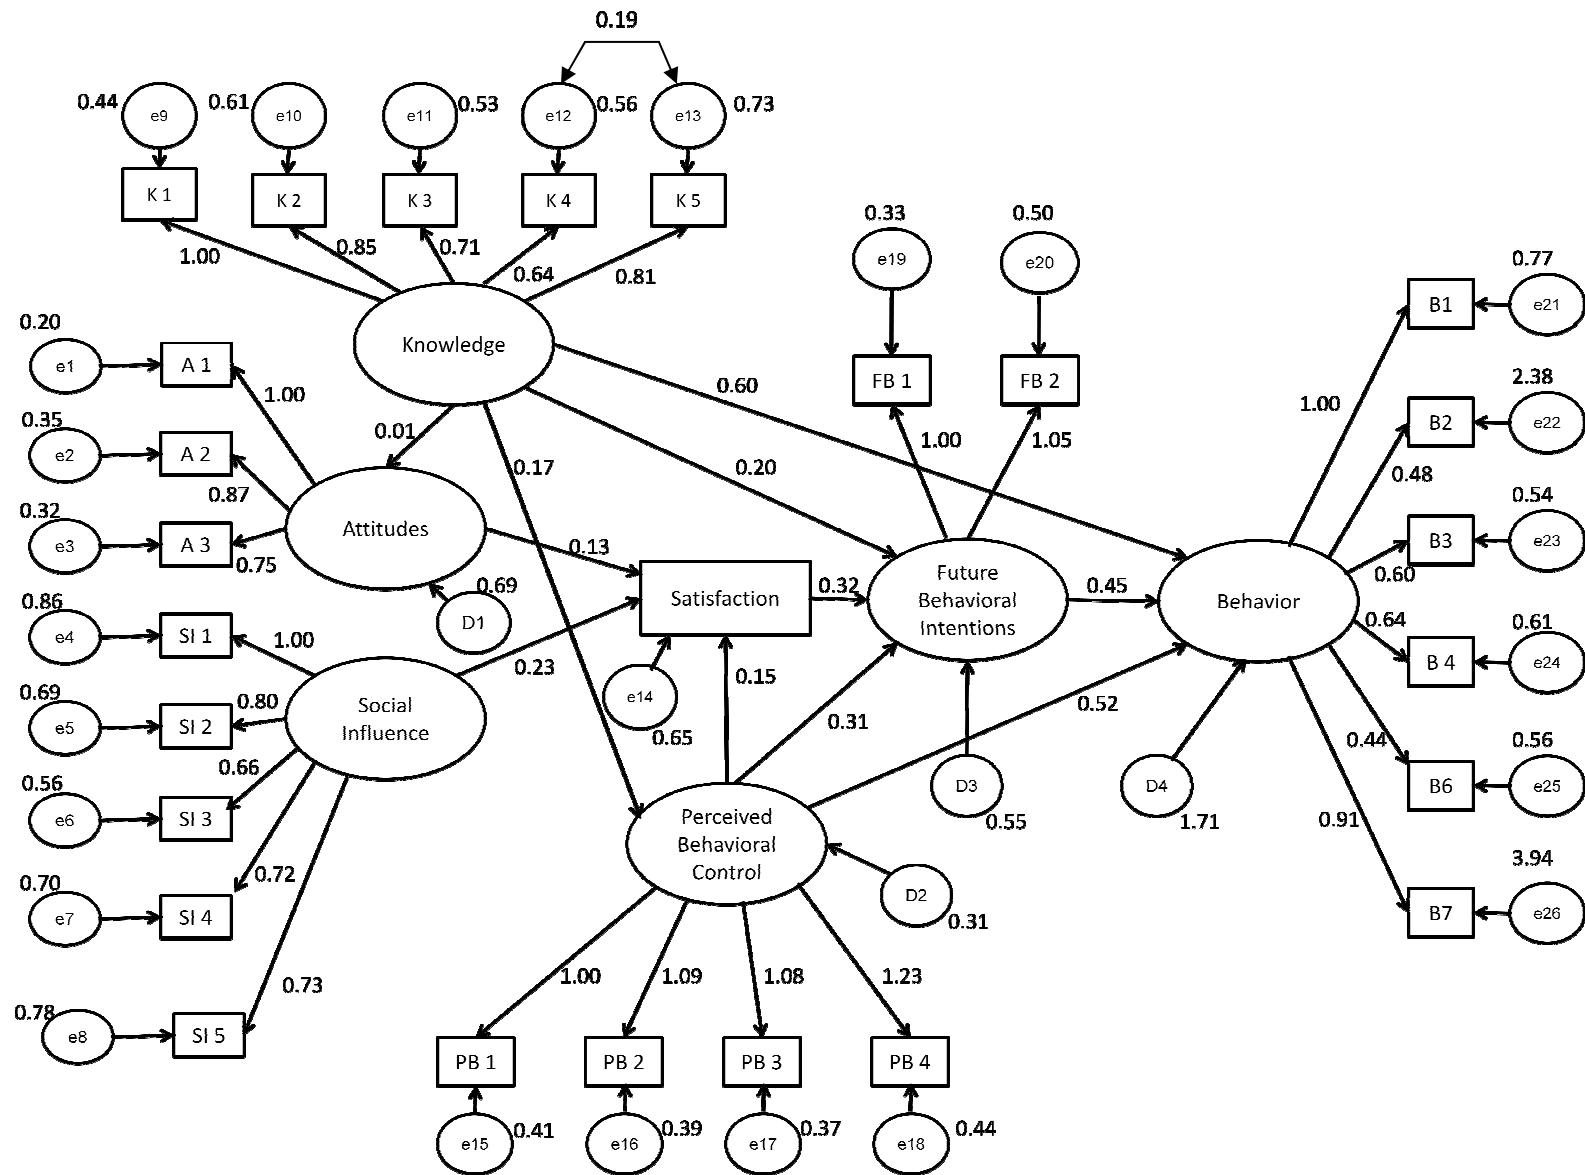 0.19
0.44
e9
0.61
e10
e11
0.53
e12
0.56
e13
0.73
K 1
K 2
K 3
K 4
K 5
1.00
0.85
0.71
0.64
0.81
Knowledge
0.33
e19
0.50
e20
FB 1
FB 2
1.00
1.05
0.60
0.20
0.01
0.17
0.20
e1
A 1
1.00
0.35
e2
A 2
0.87
0.32
e3
A 3
0.75
Attitudes
0.13
0.69
D1
0.86
e4
SI 1
1.00
0.69
e5
SI 2
0.80
0.56
e6
SI 3
0.66
0.70
e7
SI 4
0.72
0.78
e8
SI 5
0.73
Social
Influence
0.23
Satisfaction
0.32
e14
0.65
0.15
Future
Behavioral
Intentions
0.45
Behavior
0.31
0.52
D3
0.55
D4
1.71
Perceived
Behavioral
Control
D2
0.31
1.00
1.09
1.08
1.23
PB 1
PB 2
PB 3
PB 4
e15
0.41
e16
0.39
e17
0.37
e18
0.44
0.77
B1
e21
1.00
2.38
B2
e22
0.48
0.54
B3
e23
0.60
0.61
B 4
e24
0.64
0.56
B6
e25
0.44
3.94
B7
e26
0.91